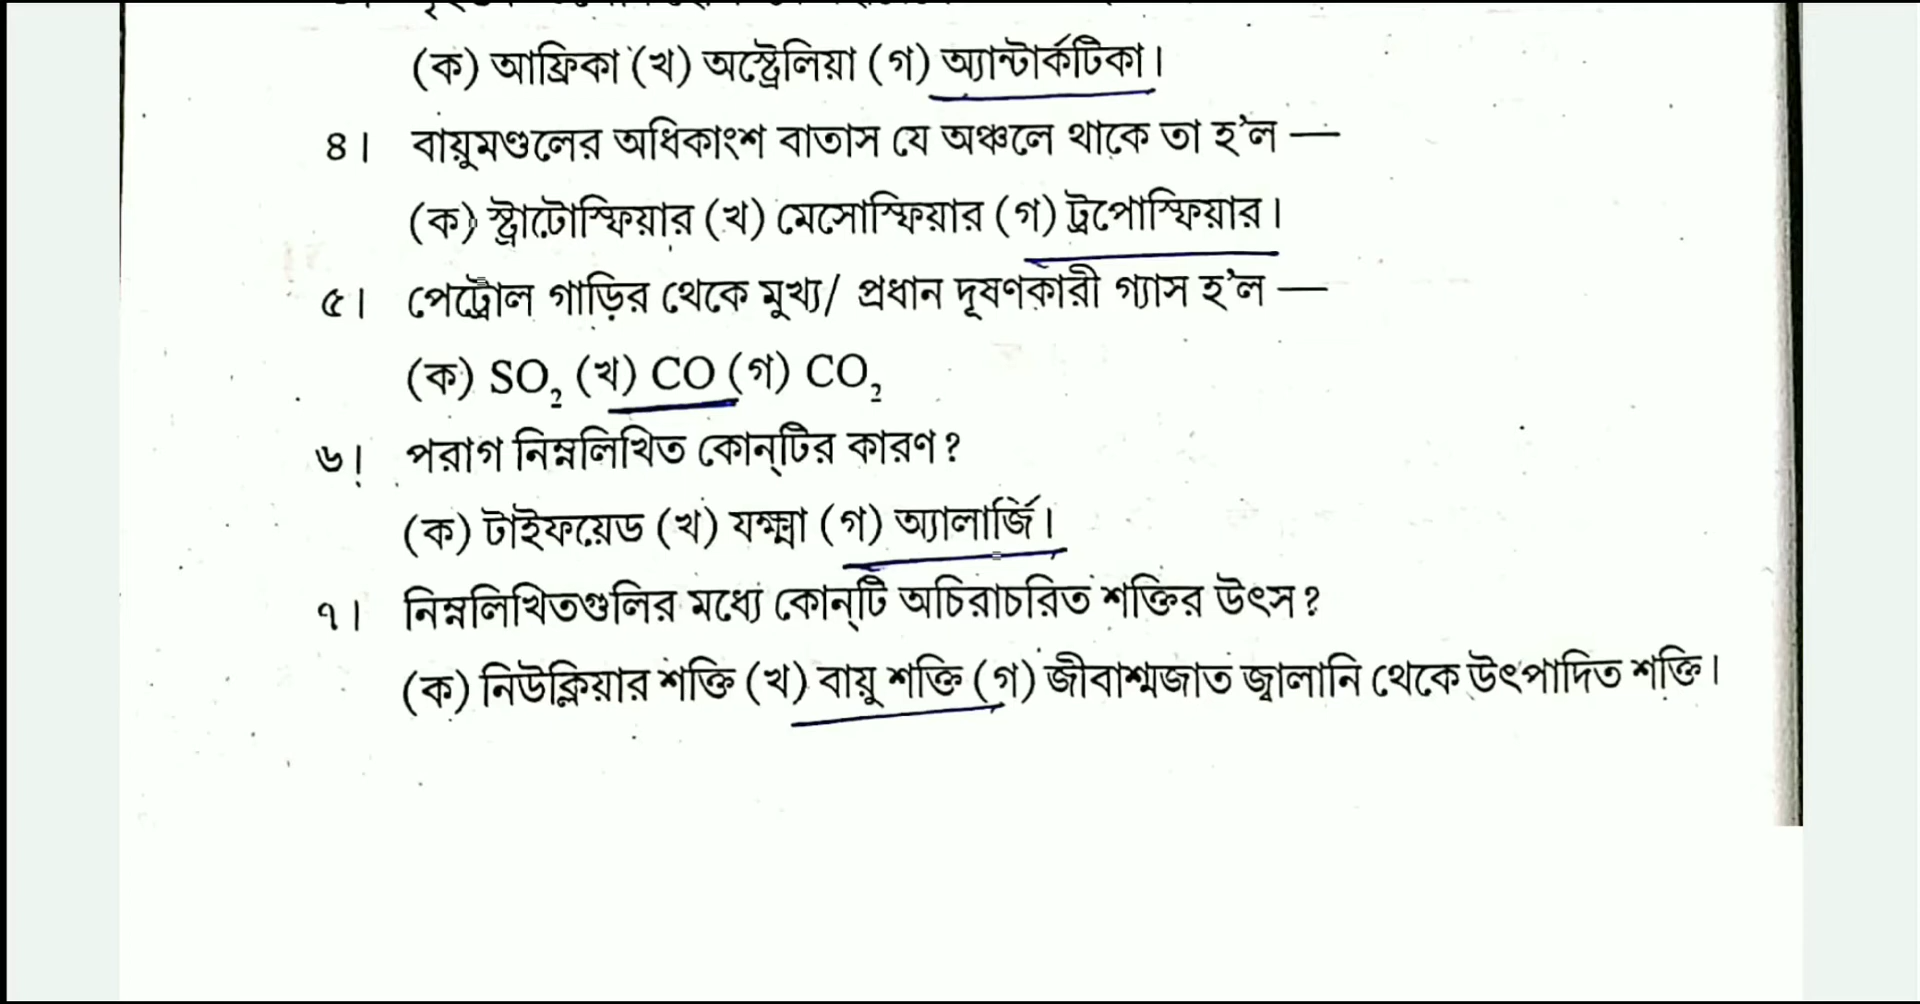 (ক) আফ্রিকা (খ) অস্ট্রেলিয়া (গ) অ্যান্টার্কটিকা।
৪। বায়ুমণ্ডলের অধিকাংশ বাতাস যে অঞ্চলে থাকে তা হ'ল —
(ক) স্ট্রাটোস্ফিয়ার (খ) মেসোস্ফিয়ার (গ) ট্রপোস্ফিয়ার।
৫। পেট্রোল গাড়ির থেকে মুখ্য/ প্রধান দূষণকারী গ্যাস হ'ল —
(ক) SO₂ (খ) CO (গ) CO₂
৬। পরাগ নিম্নলিখিত কোন্‌টির কারণ?
(ক) টাইফয়েড (খ) যক্ষ্মা (গ) অ্যালার্জি।
৭। নিম্নলিখিতগুলির মধ্যে কোন্‌টি অচিরাচরিত শক্তির উৎস?
(ক) নিউক্লিয়ার শক্তি (খ) বায়ু শক্তি (গ) জীবাশ্মজাত জ্বালানি থেকে উৎপাদিত শক্তি।